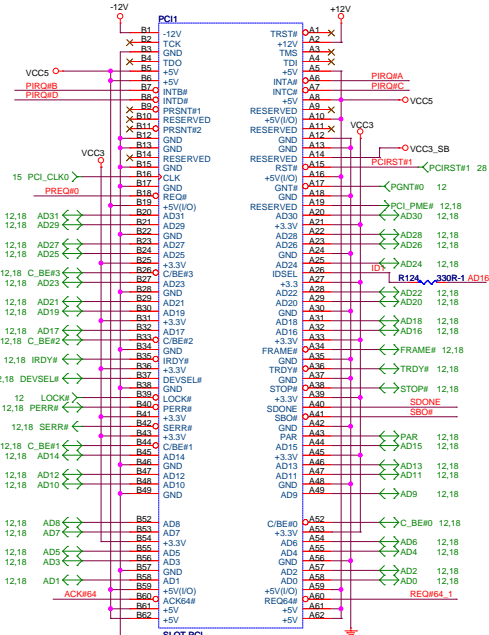 -12V +12V
PCI1
B1 -12V TRST# A1
B2 TCK +12V A2
B3 GND TMS A3
B4 TDO TDI A4
VCC5 B5 +5V +5V A5
B6 +5V INTA# A6 PIRQ#A
PIRQ#B B7 INTB# INTC# A7 PIRQ#C
PIRQ#D B8 INTD# +5V A8 VCC5
B9 PRSNT#1 RESERVED A9
B10 RESERVED +5V(I/O) A10
B11 PRSNT#2 RESERVED A11
B12 GND GND A12 VCC3
B13 GND GND A13
B14 RESERVED A14 VCC3_SB
VCC3 B15 GND RST# A15 PCIRST#1 PCIRST#1 28
15 PCI_CLK0 B16 CLK +5V(I/O) A16
B17 GND GNT# A17 PGNT#0 12
PREQ#0 B18 REQ# GND A18
B19 +5V(I/O) RESERVED A19 PCI_PME# 12,18
12,18 AD31 B20 AD31 AD30 A20 AD30 12,18
12,18 AD29 B21 AD29 +3.3V A21
B22 GND AD28 A22 AD28 12,18
12,18 AD27 B23 AD27 AD26 A23 AD26 12,18
12,18 AD25 B24 AD25 GND A24
B25 +3.3V AD24 A25 AD24 12,18
12,18 C_BE#3 B26 C/BE#3 IDSEL A26 ID1 R124 330R-1 AD16
12,18 AD23 B27 AD23 +3.3 A27
B28 GND AD22 A28 AD22 12,18
12,18 AD21 B29 AD21 AD20 A29 AD20 12,18
12,18 AD19 B30 AD19 GND A30
B31 +3.3V AD18 A31 AD18 12,18
12,18 AD17 B32 AD17 AD16 A32 AD16 12,18
12,18 C_BE#2 B33 C/BE#2 +3.3V A33
B34 GND FRAME# A34 FRAME# 12,18
12,18 IRDY# B35 IRDY# GND A35
B36 +3.3V TRDY# A36 TRDY# 12,18
12,18 DEVSEL# B37 DEVSEL# GND A37
B38 GND STOP# A38 STOP# 12,18
12 LOCK# B39 LOCK# +3.3V A39
12,18 PERR# B40 PERR# SDONE A40 SDONE
B41 +3.3V SBO# A41 SBO#
12,18 SERR# B42 SERR# GND A42
B43 +3.3V PAR A43 PAR 12,18
12,18 C_BE#1 B44 C/BE#1 AD15 A44 AD15 12,18
12,18 AD14 B45 AD14 +3.3V A45
B46 GND AD13 A46 AD13 12,18
12,18 AD12 B47 AD12 AD11 A47 AD11 12,18
12,18 AD10 B48 AD10 GND A48
B49 GND AD9 A49 AD9 12,18
12,18 AD8 B52 AD8 C/BE#0 A52 C_BE#0 12,18
12,18 AD7 B53 AD7 +3.3V A53
B54 +3.3V AD6 A54 AD6 12,18
12,18 AD5 B55 AD5 AD4 A55 AD4 12,18
12,18 AD3 B56 AD3 GND A56
B57 GND AD2 A57 AD2 12,18
12,18 AD1 B58 AD1 AD0 A58 AD0 12,18
B59 +5V(I/O) +5V(I/O) A59
ACK#64 B60 ACK64# REQ64# A60 REQ#64_1
B61 +5V +5V A61
B62 +5V +5V A62
SLOT PCI